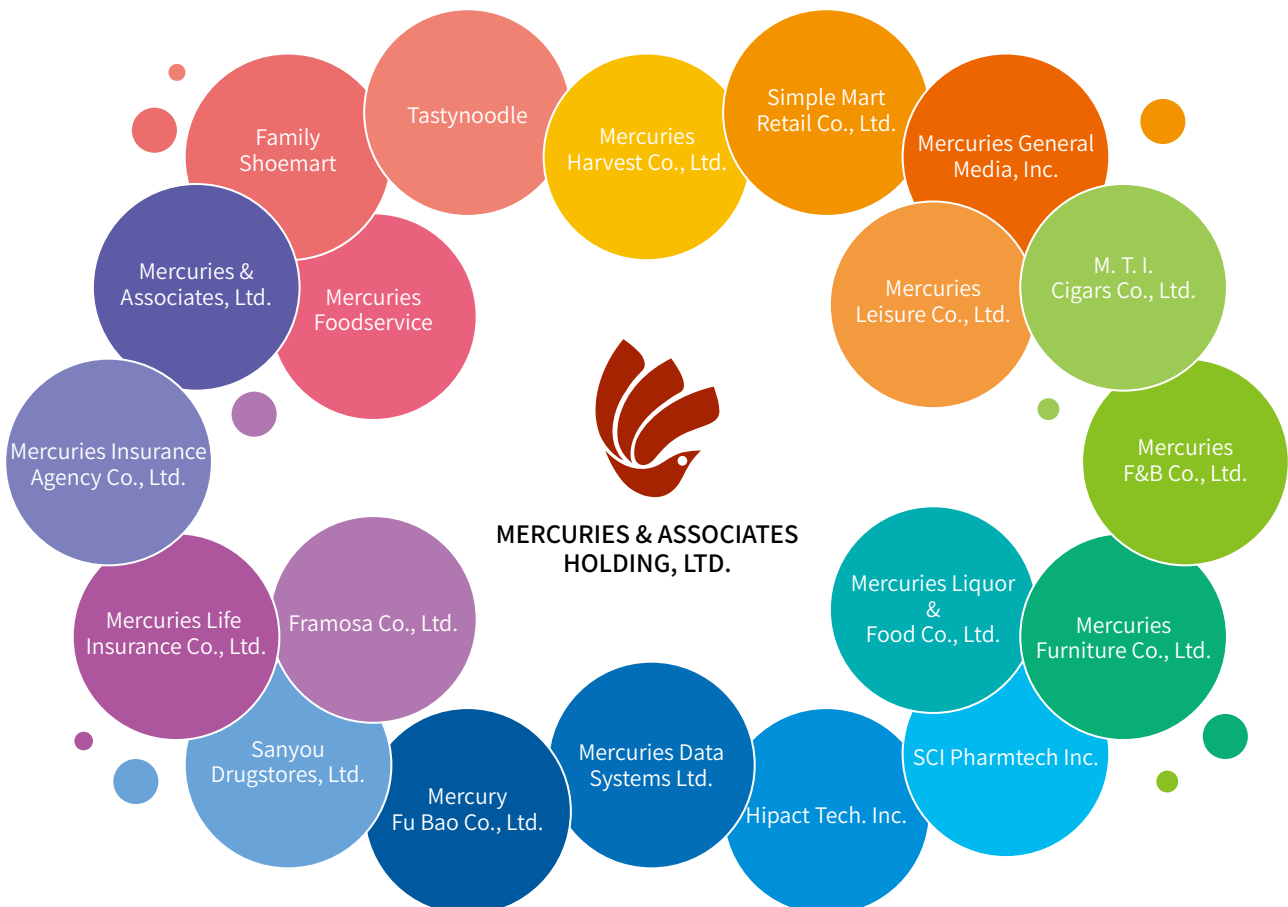 Tastynoodle
Simple Mart
Retail Co., Ltd.
Family
Shoemart
Mercuries
Harvest Co., Ltd.
Mercuries General
Media, Inc.
Mercuries &
Associates, Ltd.
Mercuries
Foodservice
Mercuries
Leisure Co., Ltd.
M. T. I.
Cigars Co., Ltd.
Mercuries Insurance
Agency Co., Ltd.
Mercuries
F&B Co., Ltd.
MERCURIES & ASSOCIATES
HOLDING, LTD.
Mercuries Life
Insurance Co., Ltd.
Framosa Co., Ltd.
Mercuries Liquor
&
Food Co., Ltd.
Mercuries
Furniture Co., Ltd.
Sanyou
Drugstores, Ltd.
Mercury
Fu Bao Co., Ltd.
Mercuries Data
Systems Ltd.
Hipact Tech. Inc.
SCI Pharmtech Inc.